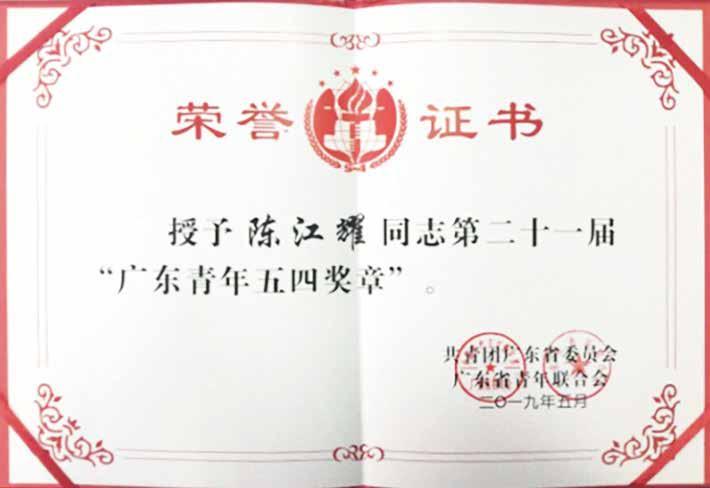 荣誉证书
5·4
授予陈江耀同志第二十一届
“广东青年五四奖章”。
共青团广东省委员会
广东省青年联合会
二〇一九年五月